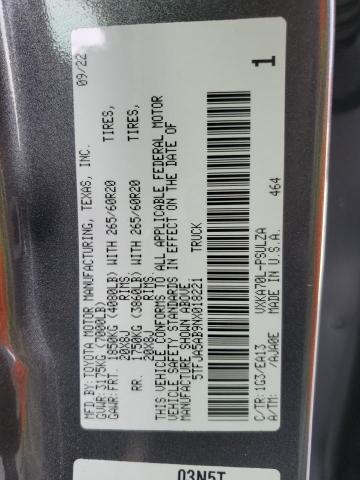 MFD.BY:TOYOTA MOTOR MANUFACTURING, TEXAS, INC. 09/22
GVWR: 3175KG (7000LB)
GAWR:FRT. 1850KG (4080LB) WITH 265/60R20 TIRES,
20X8J RIMS,
RR. 1750KG (3860LB) WITH 265/60R20 TIRES,
20X8J RIMS,
THIS VEHICLE CONFORMS TO ALL APPLICABLE FEDERAL MOTOR
VEHICLE SAFETY STANDARDS IN EFFECT ON THE DATE OF
MANUFACTURE SHOWN ABOVE.
5TFJA5AB9NX018221 TRUCK
1
464
C/TR: 1G3/EA13 VXKA70L-PSVLZA
A/TM: /AJA0E MADE IN U.S.A.
03N5T